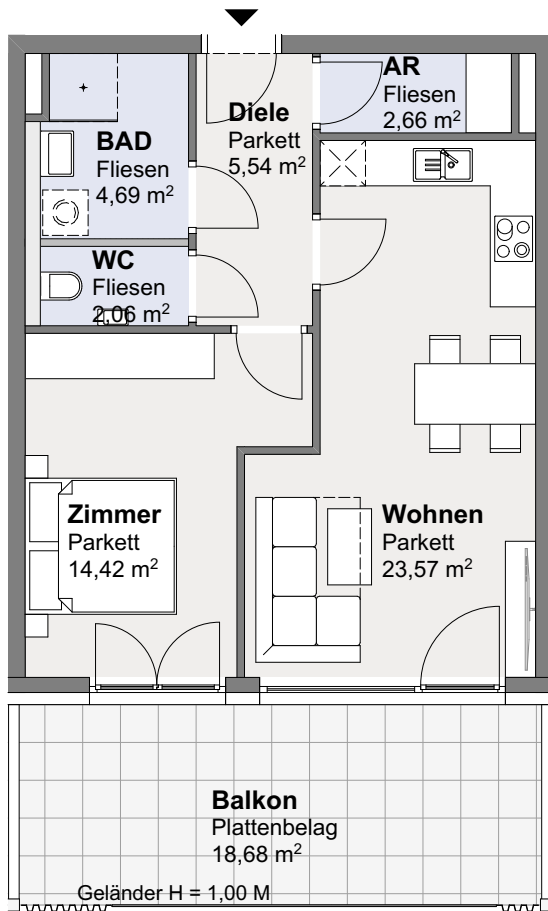 AR
Fliesen
2,66 m²
Diele
Parkett
5,54 m²
BAD
Fliesen
4,69 m²
WC
Fliesen
2,06 m²
Zimmer
Parkett
14,42 m²
Wohnen
Parkett
23,57 m²
Balkon
Plattenbelag
18,68 m²
Geländer H = 1,00 M